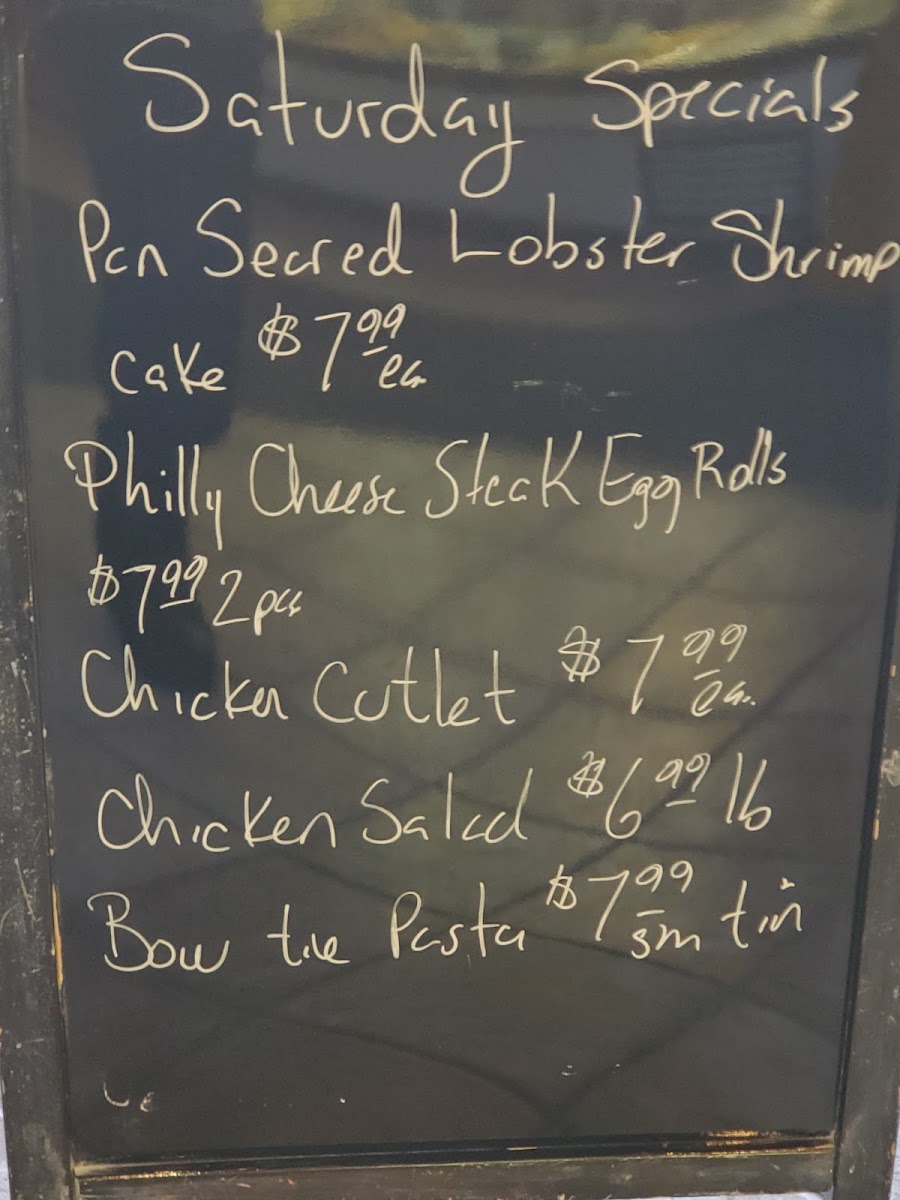 Saturday Specials
Pan Seared Lobster Shrimp
cake $7.99 ea
Philly Cheese Steak Egg Rolls
$7.99 2pcs
Chicken Cutlet $7.99 ea.
Chicken Salad $6.99 lb
Bow tie Pasta $7.99 sm tin